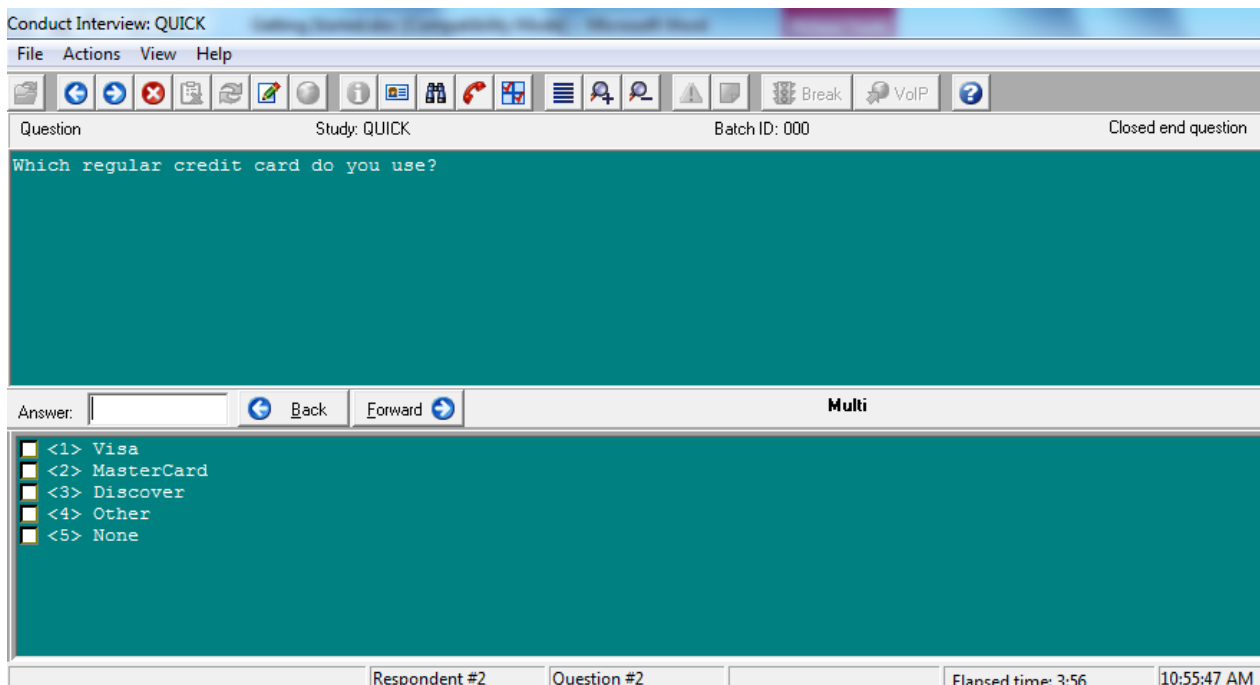 Conduct Interview: QUICK
File Actions View Help
Break VoIP
Question Study: QUICK Batch ID: 000 Closed end question
Which regular credit card do you use?
Answer: Back Forward Multi
<1> Visa
<2> MasterCard
<3> Discover
<4> Other
<5> None
Respondent #2 Question #2 Elapsed time: 3:56 10:55:47 AM